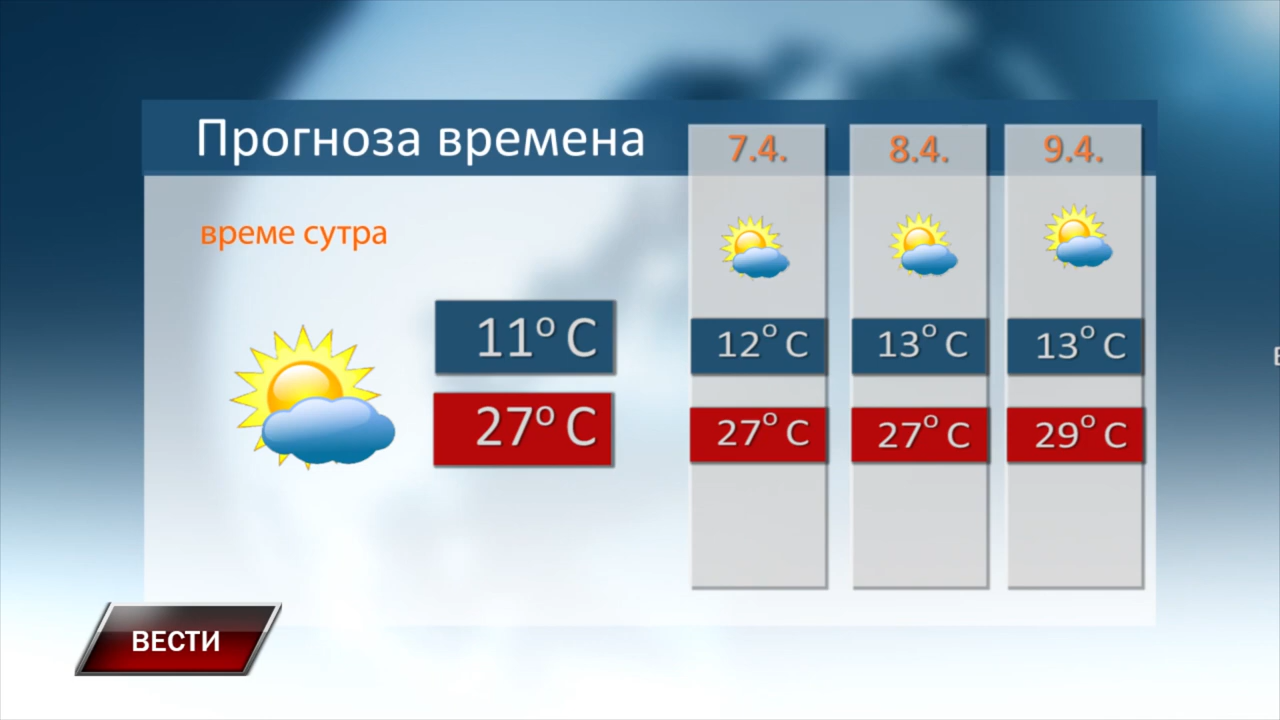 Прогноза времена
време сутра
11° C
27° C
7.4.
12° C
27° C
8.4.
13° C
27° C
9.4.
13° C
29° C
ВЕСТИ